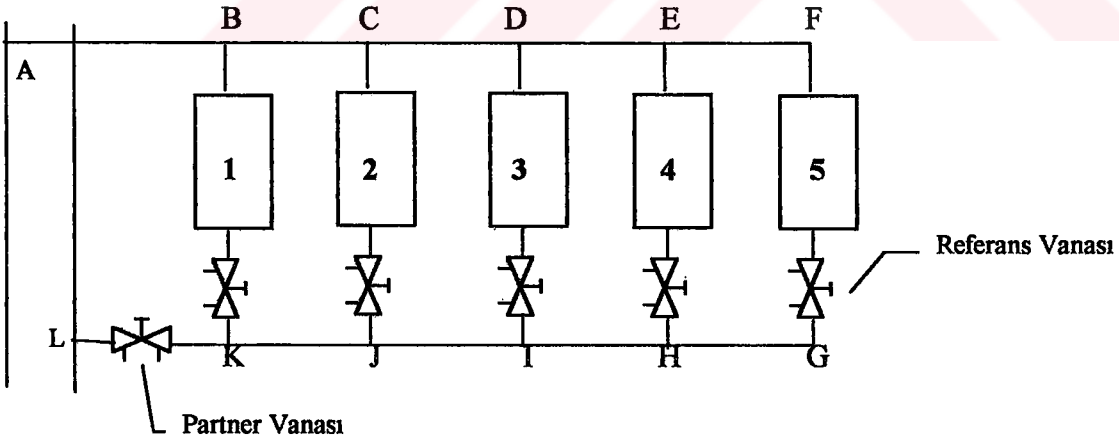 B C D E F
A
1 2 3 4 5
Referans Vanası
L
K J I H G
Partner Vanası